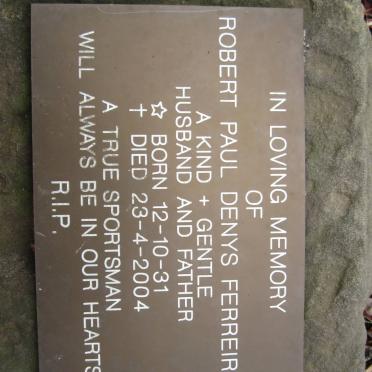 IN LOVING MEMORY
OF
ROBERT PAUL DENYS FERREIR
A KIND + GENTLE
HUSBAND AND FATHER
☆ BORN 12-10-31
† DIED 23-4-2004
A TRUE SPORTSMAN
WILL ALWAYS BE IN OUR HEARTS
R.I.P.